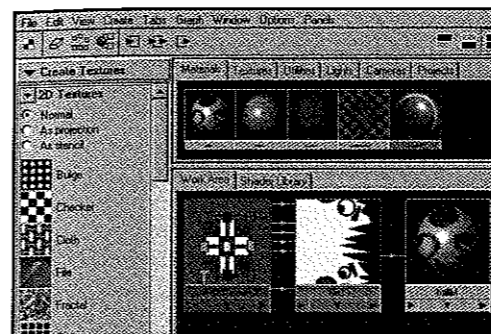 File Edit View Create Tabs Graph Window Options Panels
Create Textures
Materials Textures Utilities Lights Cameras Projects
2D Textures
Normal
As projection
As stencil
Bulge
Checker
Cloth
File
Fractal
Work Area Shader Library